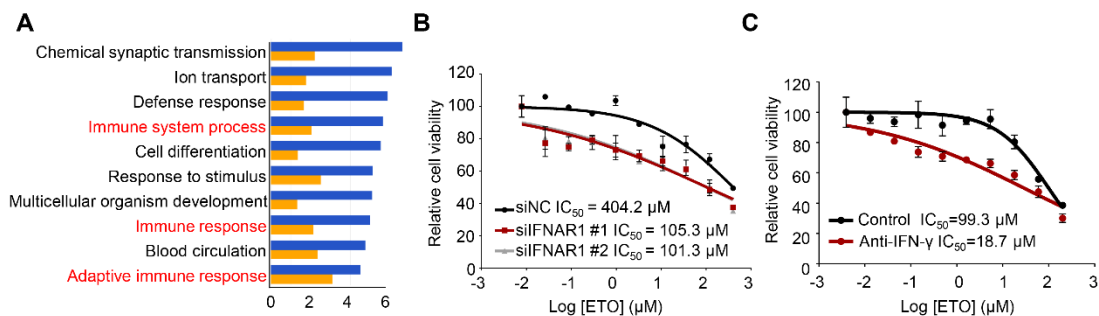 A
Chemical synaptic transmission
Ion transport
Defense response
Immune system process
Cell differentiation
Response to stimulus
Multicellular organism development
Immune response
Blood circulation
Adaptive immune response
0 2 4 6 8
B
Relative cell viability
120
100
80
60
40
20
0
siNC IC50 = 404.2 µM
siIFNAR1 #1 IC50 = 105.3 µM
siIFNAR1 #2 IC50 = 101.3 µM
-3 -2 -1 0 1 2 3
Log [ETO] (µM)
C
Relative cell viability
120
100
80
60
40
20
0
Control IC50=99.3 µM
Anti-IFN-γ IC50=18.7 µM
-3 -2 -1 0 1 2 3
Log [ETO] (µM)